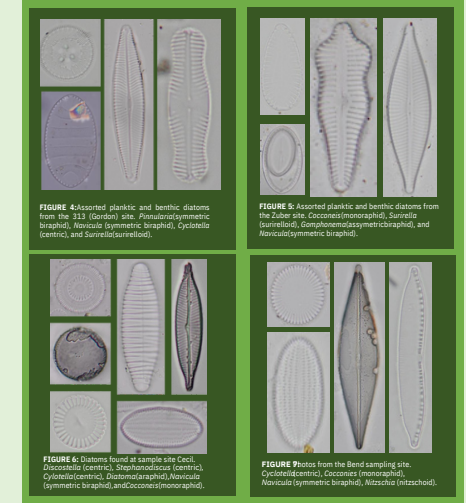 FIGURE 4:Assorted planktic and benthic diatoms
from the 313 (Gordon) site. Pinnularia(symmetric
biraphid), Navicula (symmetric biraphid), Cyclotella
(centric), and Surirella(surirelloid).
FIGURE 5: Assorted planktic and benthic diatoms from
the Zuber site. Cocconeis(monoraphid), Surirella
(surirelloid), Gomphonema(assymetricbiraphid), and
Navicula(symmetric biraphid).
FIGURE 6: Diatoms found at sample site Cecil.
Discostella (centric), Stephanodiscus (centric),
Cylotella(centric), Diatoma(araphid),Navicula
(symmetric biraphid),andCocconeis(monoraphid).
FIGURE 7Photos from the Bend sampling site.
Cyclotella(centric), Cocconies (monoraphid),
Navicula (symmetric biraphid), Nitzschia (nitzschoid).